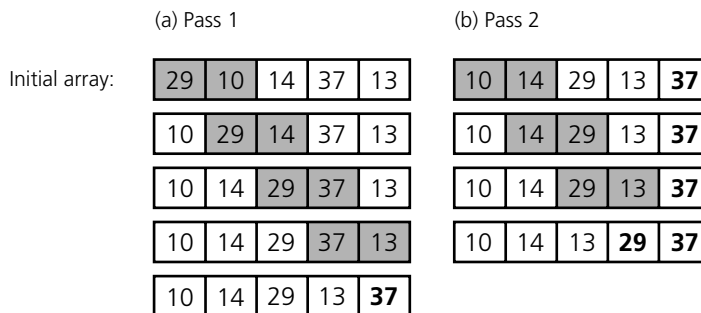 (a) Pass 1
(b) Pass 2
Initial array:
29 10 14 37 13
10 29 14 37 13
10 14 29 37 13
10 14 29 37 13
10 14 29 13 37
10 14 29 13 37
10 14 29 13 37
10 14 29 13 37
10 14 13 29 37